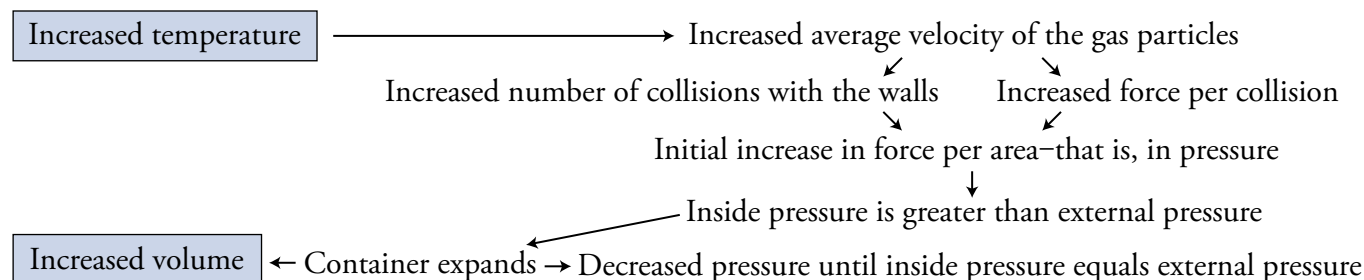 Increased temperature
Increased average velocity of the gas particles
Increased number of collisions with the walls
Increased force per collision
Initial increase in force per area–that is, in pressure
Inside pressure is greater than external pressure
Increased volume
Container expands
Decreased pressure until inside pressure equals external pressure